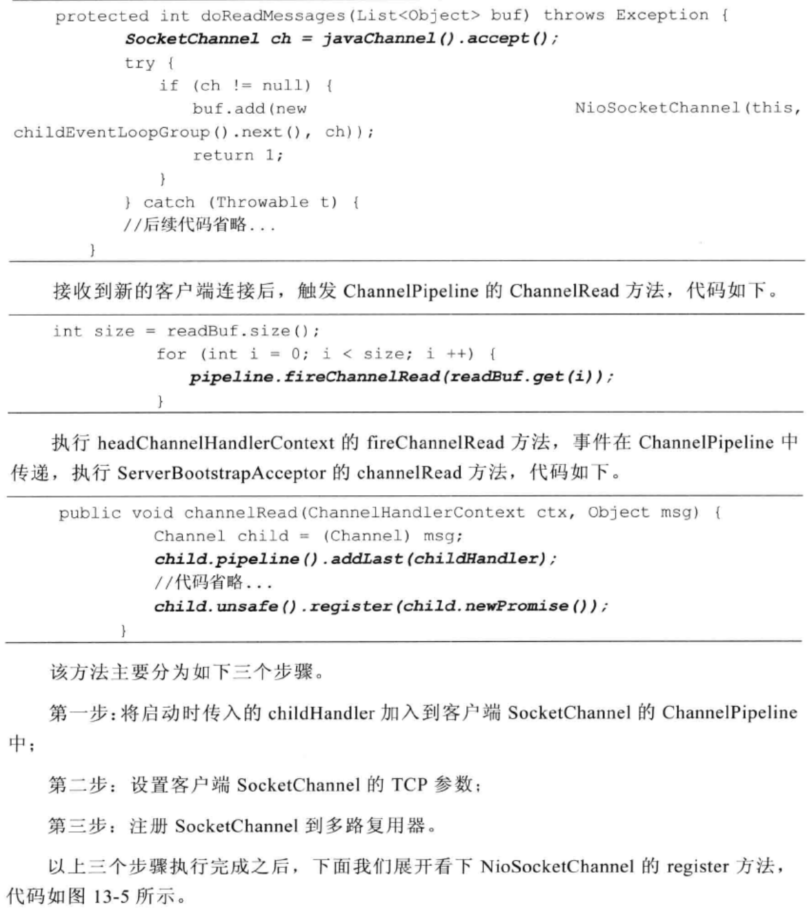 protected int doReadMessages(List<Object> buf) throws Exception {
SocketChannel ch = javaChannel().accept();
try {
if (ch != null) {
buf.add(new NioSocketChannel(this,
childEventLoopGroup().next(), ch));
return 1;
}
} catch (Throwable t) {
//后续代码省略...
}
接收到新的客户端连接后，触发 ChannelPipeline 的 ChannelRead 方法，代码如下。
int size = readBuf.size();
for (int i = 0; i < size; i ++) {
pipeline.fireChannelRead(readBuf.get(i));
}
执行 headChannelHandlerContext 的 fireChannelRead 方法，事件在 ChannelPipeline 中
传递，执行 ServerBootstrapAcceptor 的 channelRead 方法，代码如下。
public void channelRead(ChannelHandlerContext ctx, Object msg) {
Channel child = (Channel) msg;
child.pipeline().addLast(childHandler);
//代码省略...
child.unsafe().register(child.newPromise());
}
该方法主要分为如下三个步骤。
第一步：将启动时传入的 childHandler 加入到客户端 SocketChannel 的 ChannelPipeline
中；
第二步：设置客户端 SocketChannel 的 TCP 参数；
第三步：注册 SocketChannel 到多路复用器。
以上三个步骤执行完成之后，下面我们展开看下 NioSocketChannel 的 register 方法，
代码如图 13-5 所示。